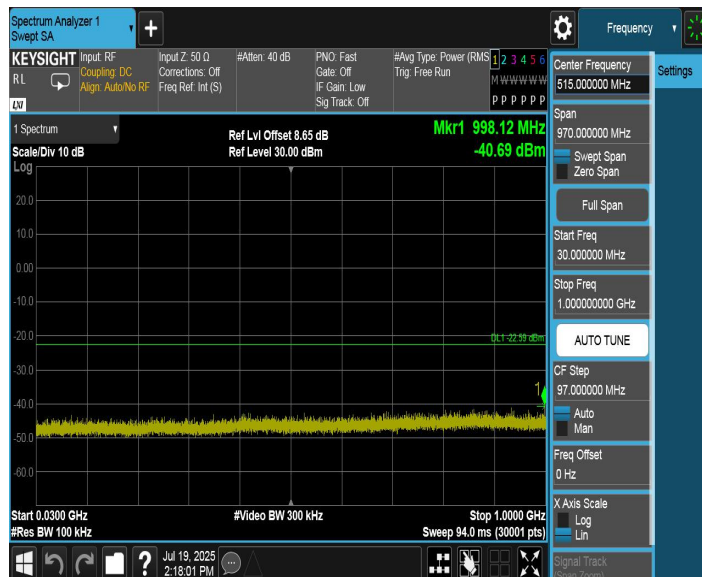 Spectrum Analyzer 1
Swept SA
+
Frequency
KEYSIGHT
RL
LXI
Input: RF
Coupling: DC
Align: Auto/No RF
Input Z: 50 Ω
Corrections: Off
Freq Ref: Int (S)
#Atten: 40 dB
PNO: Fast
Gate: Off
IF Gain: Low
Sig Track: Off
#Avg Type: Power (RMS
Trig: Free Run
1 2 3 4 5 6
M W W W W W
P P P P P P
1 Spectrum
Scale/Div 10 dB
Ref Lvl Offset 8.65 dB
Ref Level 30.00 dBm
Mkr1 998.12 MHz
-40.69 dBm
Log
20.0
10.0
0.00
-10.0
-20.0
-30.0
-40.0
-50.0
-60.0
DL1 -22.59 dBm
1
Start 0.0300 GHz
#Res BW 100 kHz
#Video BW 300 kHz
Stop 1.0000 GHz
Sweep 94.0 ms (30001 pts)
?
Jul 19, 2025
2:18:01 PM
Settings
Center Frequency
515.000000 MHz
Span
970.000000 MHz
Swept Span
Zero Span
Full Span
Start Freq
30.000000 MHz
Stop Freq
1.000000000 GHz
AUTO TUNE
CF Step
97.000000 MHz
Auto
Man
Freq Offset
0 Hz
X Axis Scale
Log
Lin
Signal Track
(Span Zoom)